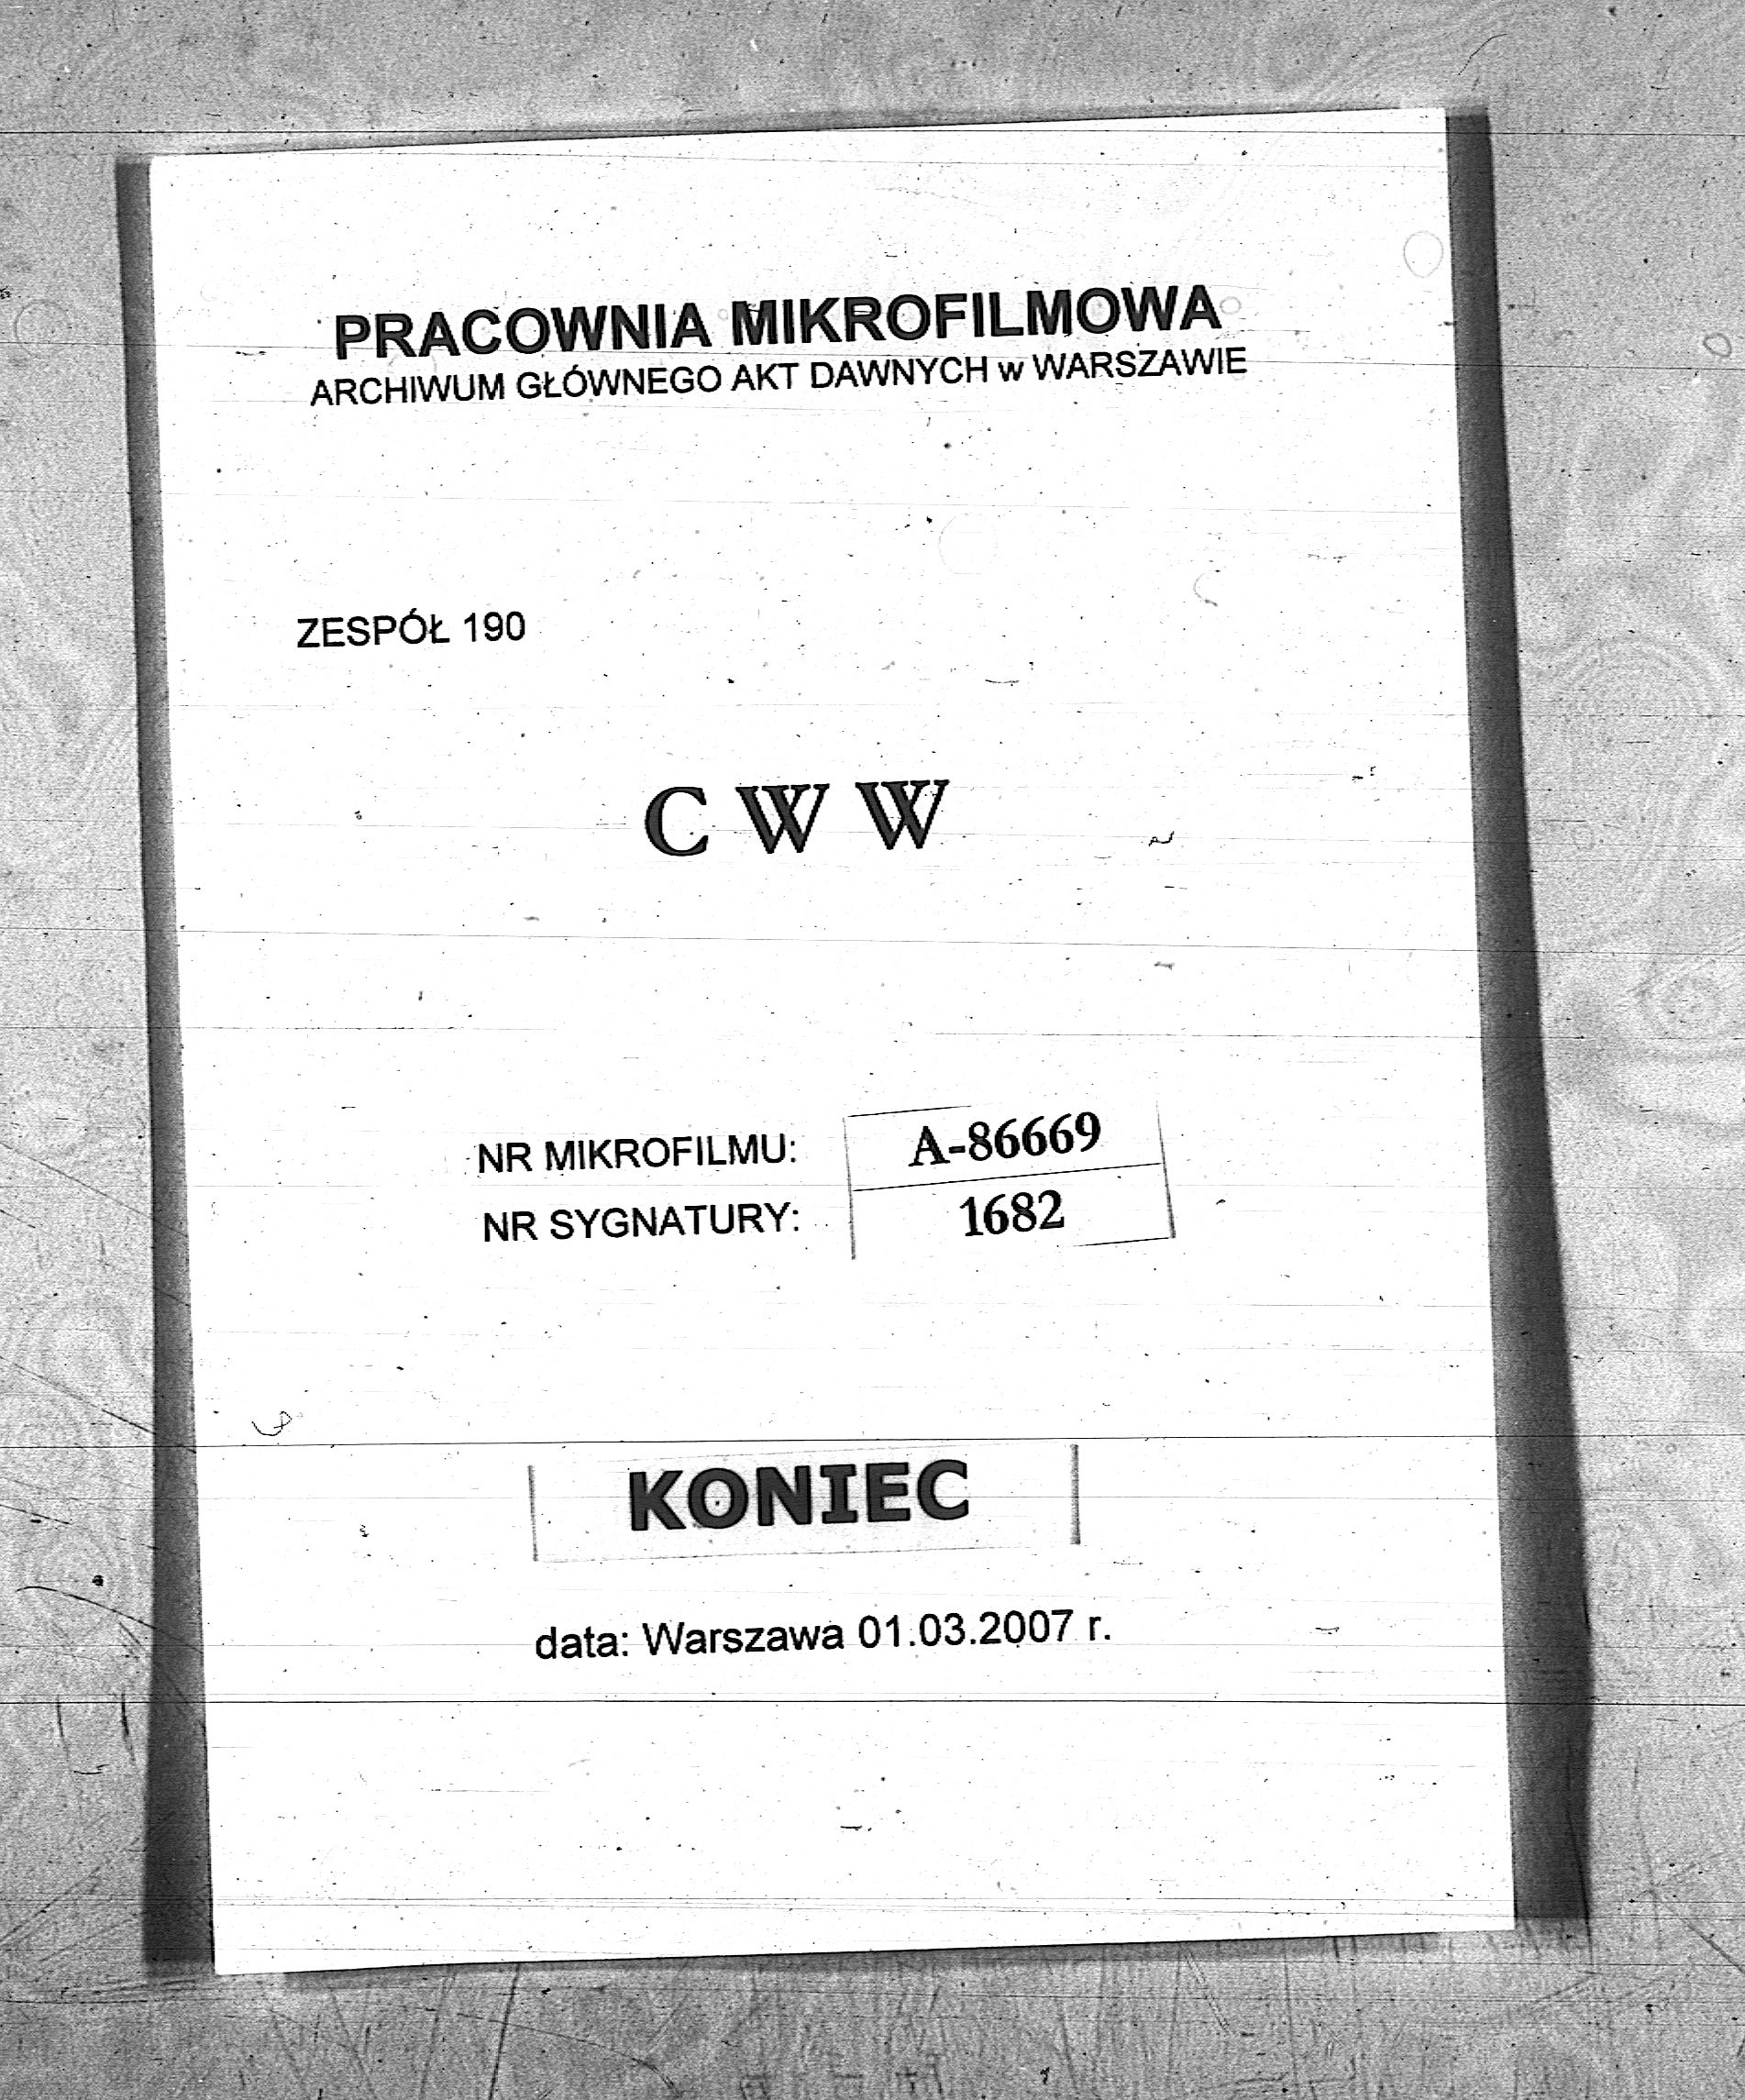 PRACOWNIA MIKROFILMOWA
ARCHIWUM GŁÓWNEGO AKT DAWNYCH w WARSZAWIE
ZESPÓŁ 190
C W W
NR MIKROFILMU: A-86669
NR SYGNATURY: 1682
KONIEC
data: Warszawa 01.03.2007 r.